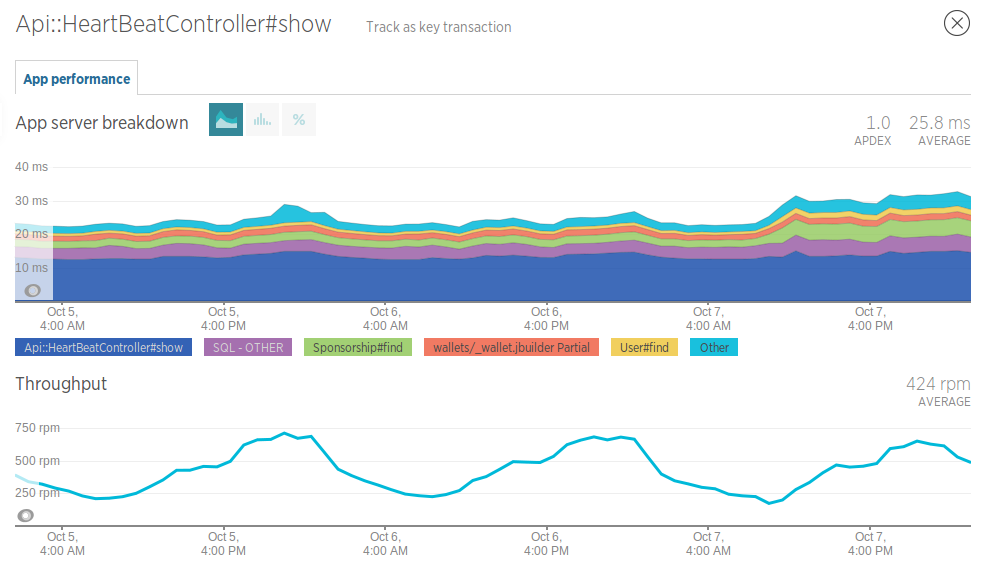 Api::HeartBeatController#show Track as key transaction
App performance
App server breakdown %
1.0 25.8 ms
APDEX AVERAGE
40 ms
30 ms
20 ms
10 ms
Oct 5, Oct 5, Oct 6, Oct 6, Oct 7, Oct 7,
4:00 AM 4:00 PM 4:00 AM 4:00 PM 4:00 AM 4:00 PM
Api::HeartBeatController#show SQL - OTHER Sponsorship#find wallets/_wallet.jbuilder Partial User#find Other
Throughput 424 rpm
AVERAGE
750 rpm
500 rpm
250 rpm
Oct 5, Oct 5, Oct 6, Oct 6, Oct 7, Oct 7,
4:00 AM 4:00 PM 4:00 AM 4:00 PM 4:00 AM 4:00 PM